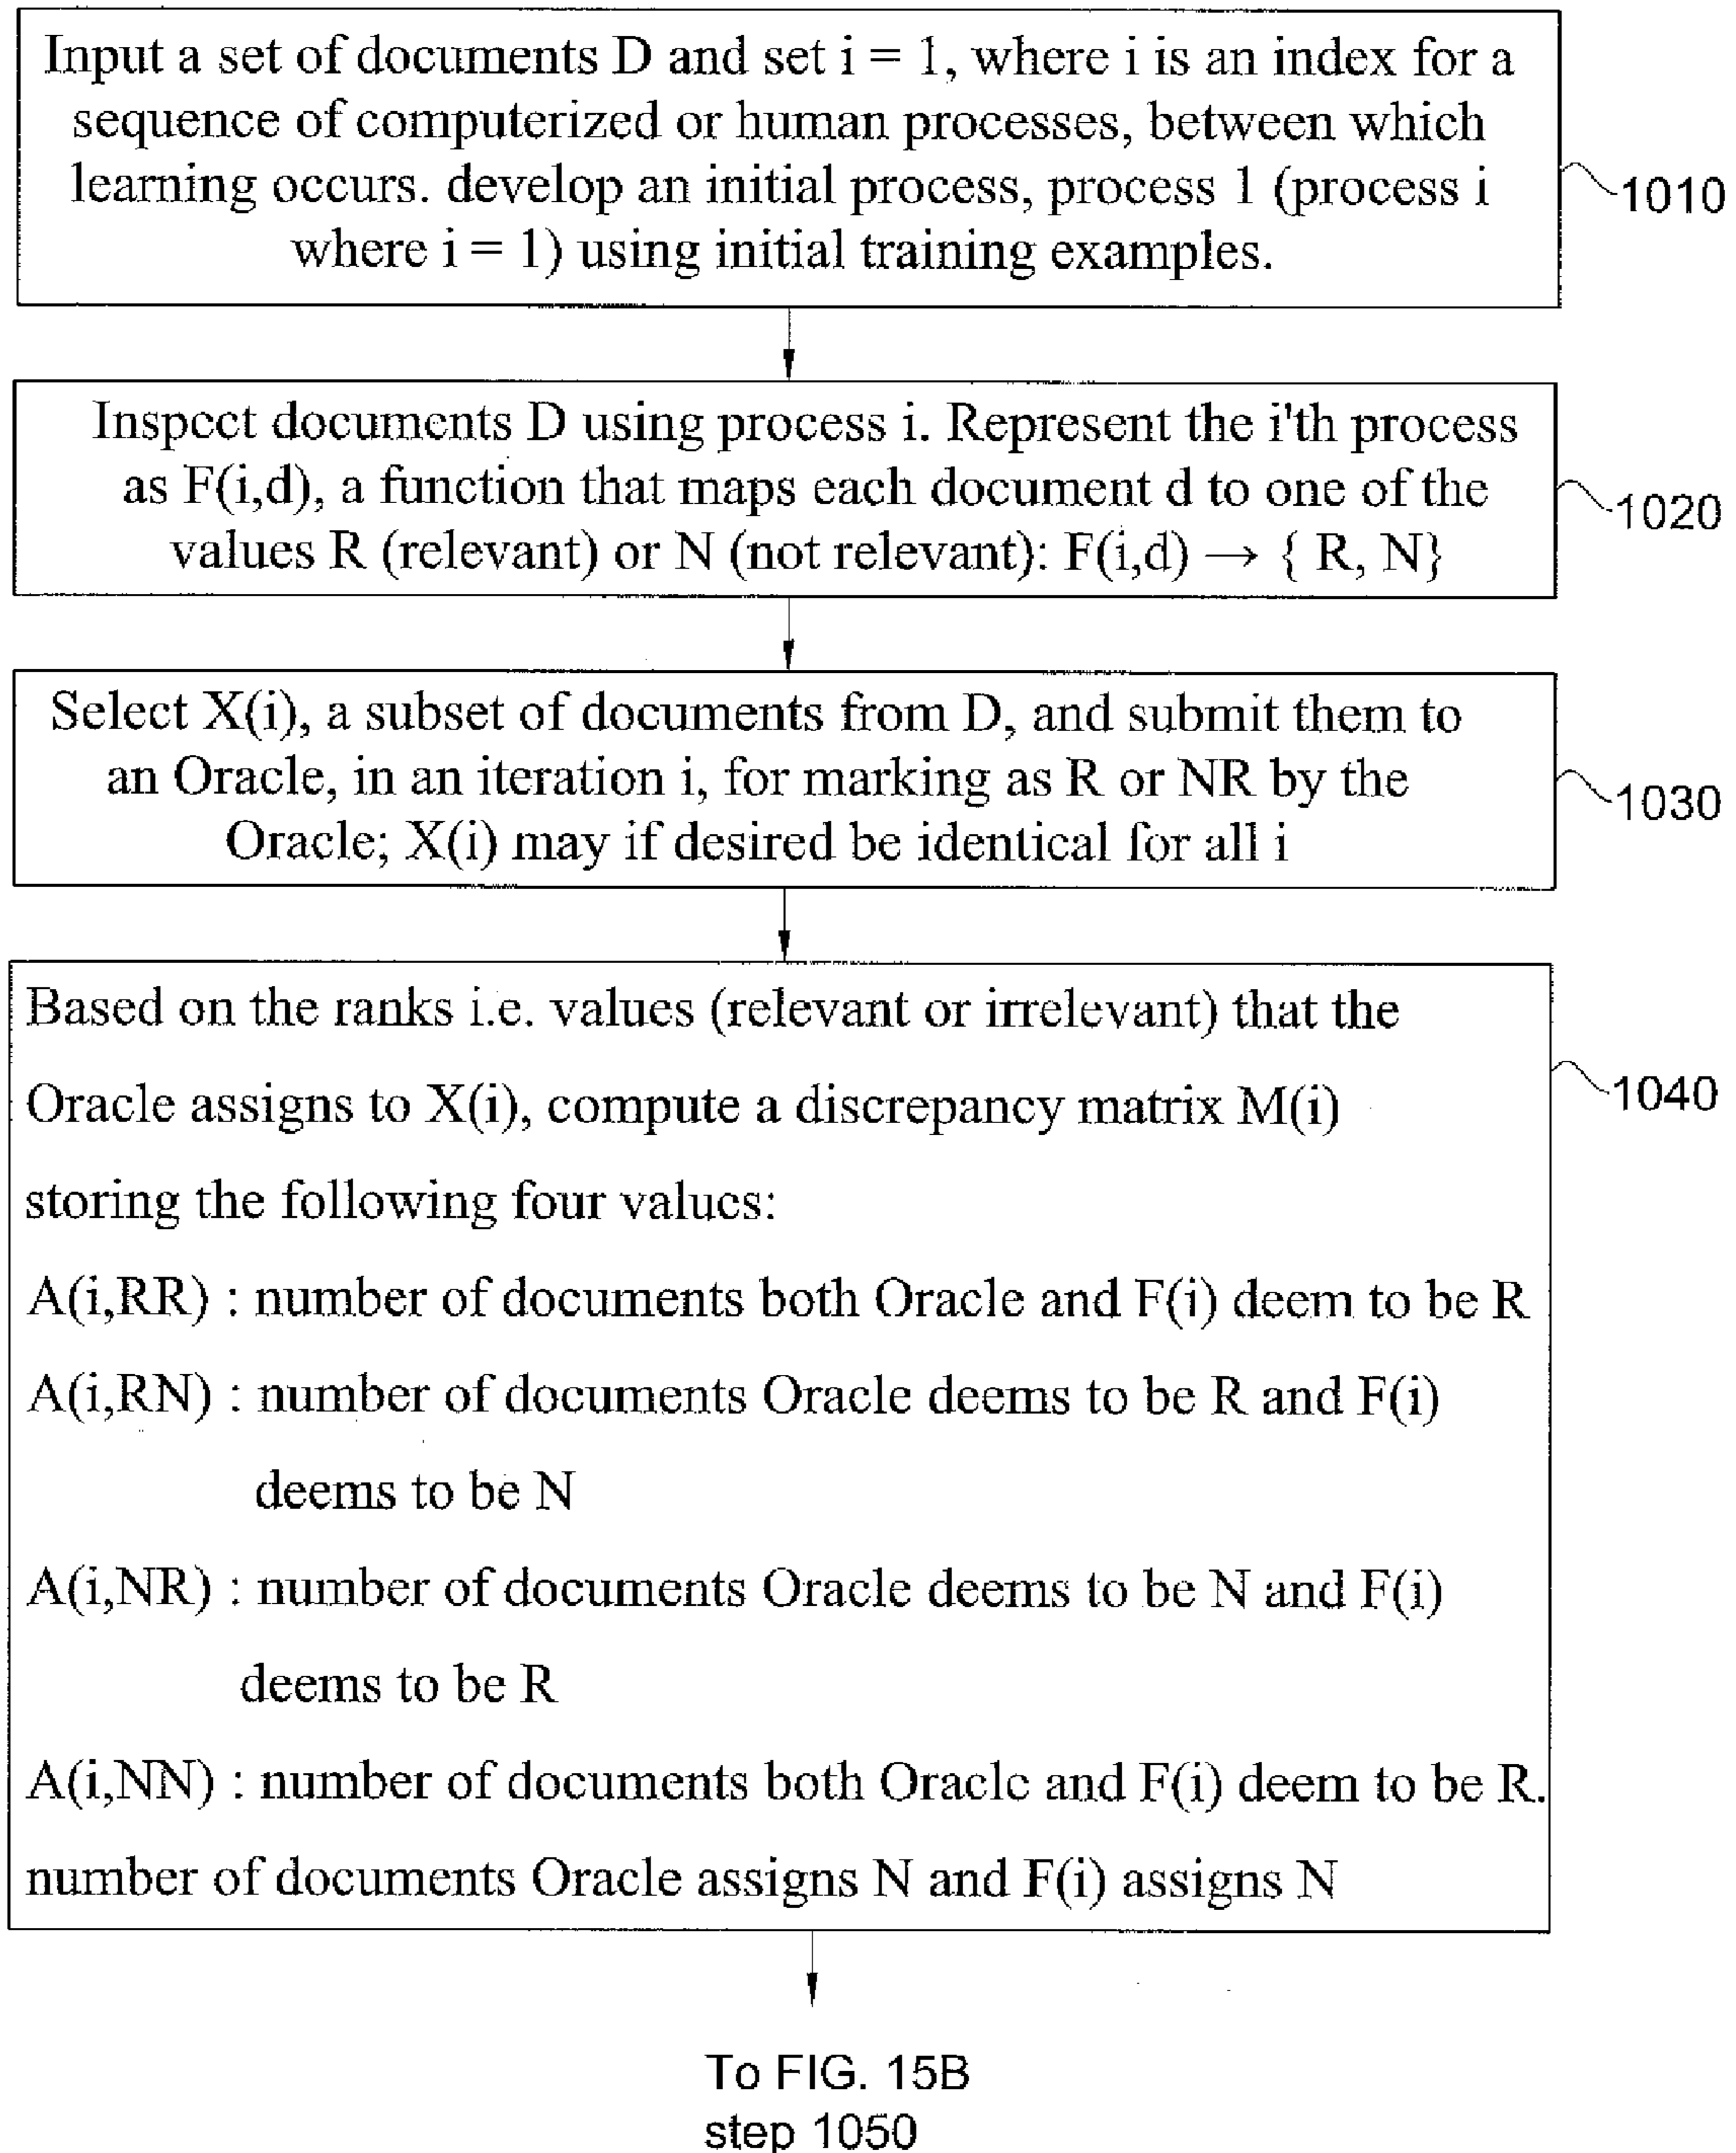 Input a set of documents D and set i = 1, where i is an index for a
sequence of computerized or human processes, between which
learning occurs. develop an initial process, process 1 (process i
where i = 1) using initial training examples.
1010
Inspect documents D using process i. Represent the i'th process
as F(i,d), a function that maps each document d to one of the
values R (relevant) or N (not relevant): F(i,d) → { R, N}
1020
Select X(i), a subset of documents from D, and submit them to
an Oracle, in an iteration i, for marking as R or NR by the
Oracle; X(i) may if desired be identical for all i
1030
Based on the ranks i.e. values (relevant or irrelevant) that the
Oracle assigns to X(i), compute a discrepancy matrix M(i)
storing the following four values:
A(i,RR) : number of documents both Oracle and F(i) deem to be R
A(i,RN) : number of documents Oracle deems to be R and F(i)
deems to be N
A(i,NR) : number of documents Oracle deems to be N and F(i)
deems to be R
A(i,NN) : number of documents both Oracle and F(i) deem to be R.
number of documents Oracle assigns N and F(i) assigns N
1040
To FIG. 15B
step 1050